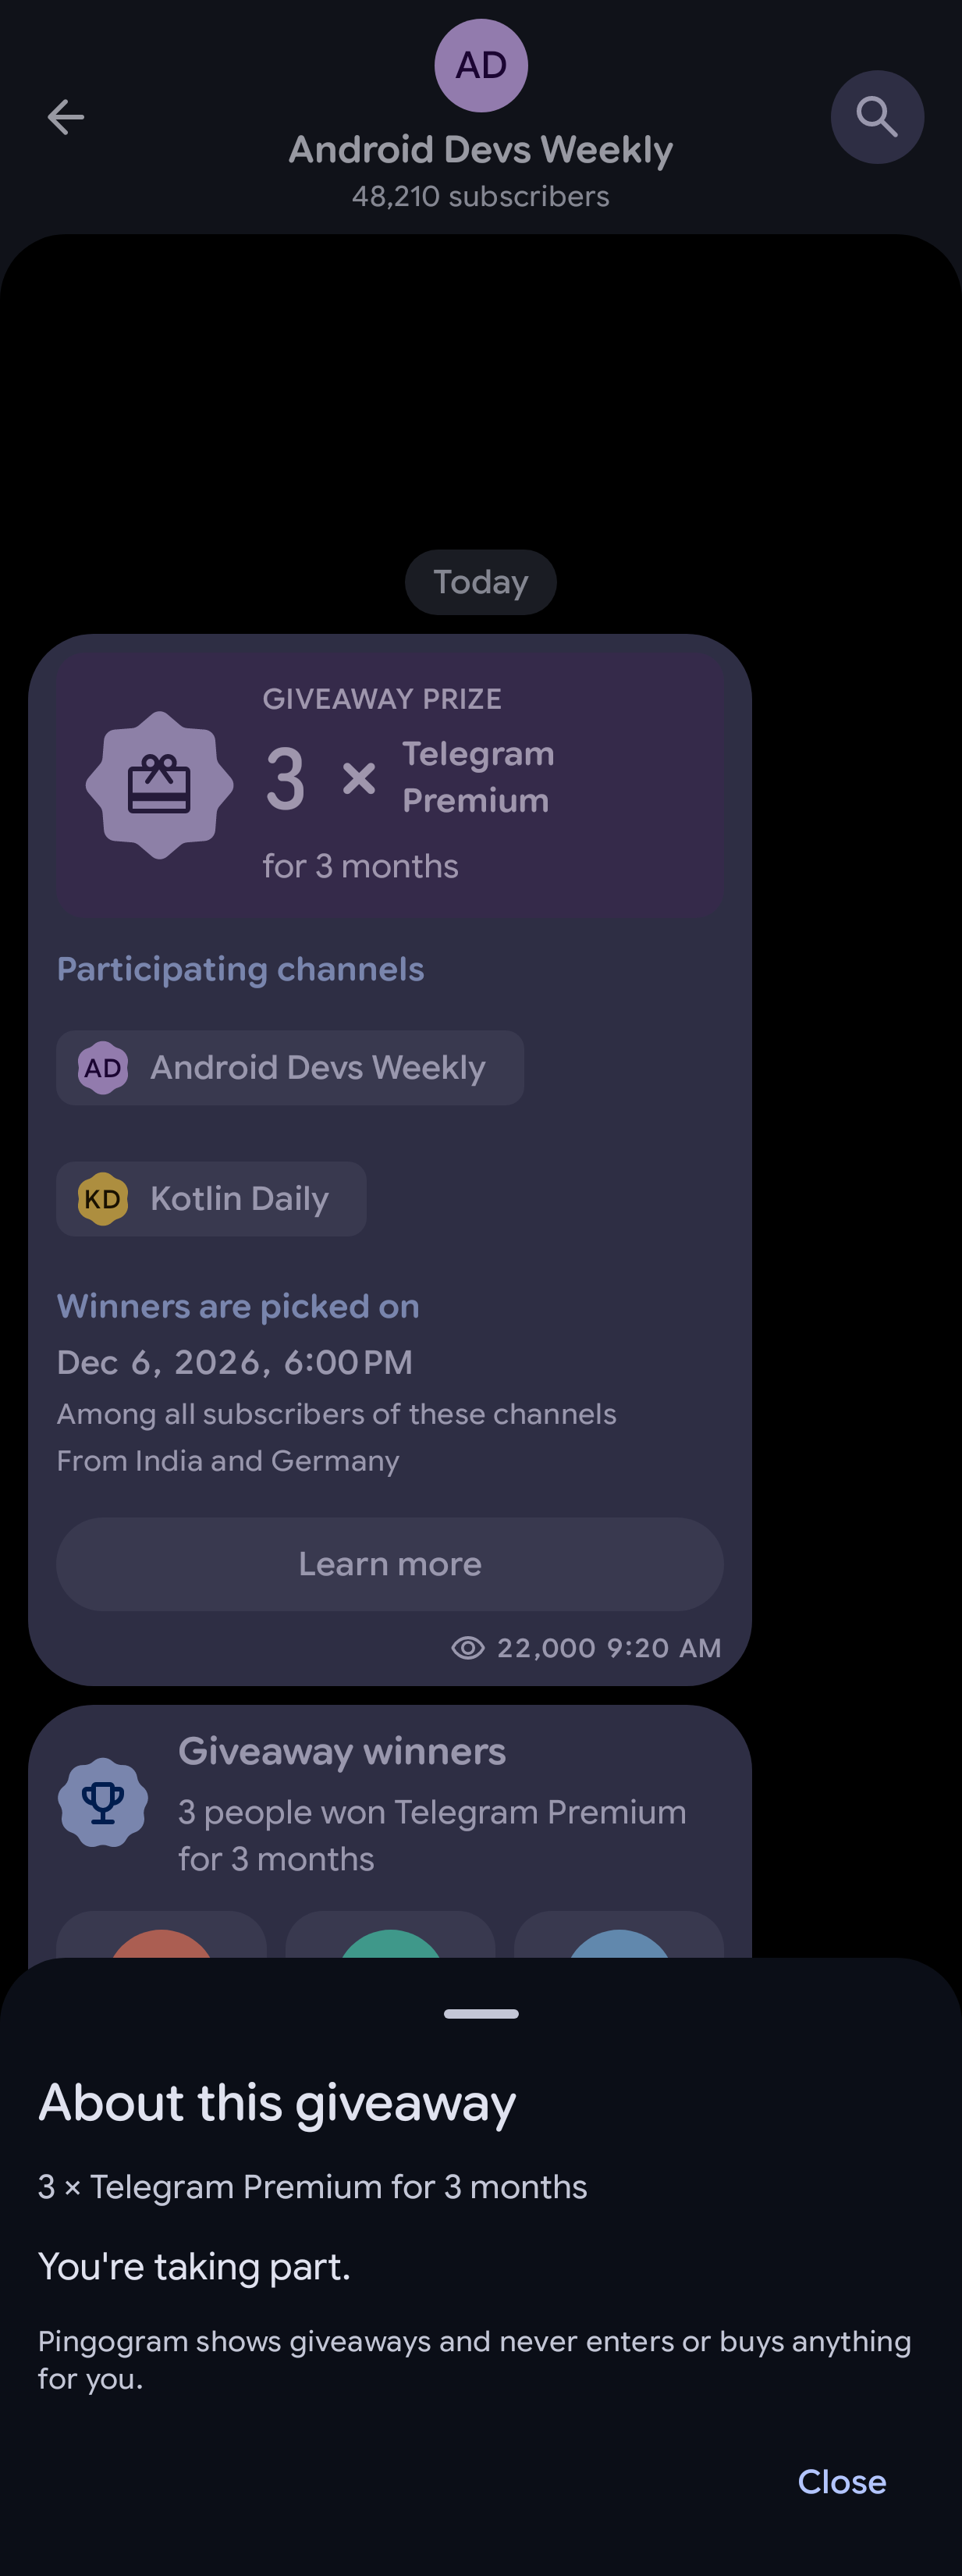 AD
Android Devs Weekly
48,210 subscribers
Today
GIVEAWAY PRIZE
3 × Telegram Premium
for 3 months
Participating channels
AD Android Devs Weekly
KD Kotlin Daily
Winners are picked on
Dec 6, 2026, 6:00 PM
Among all subscribers of these channels
From India and Germany
Learn more
22,000 9:20 AM
Giveaway winners
3 people won Telegram Premium
for 3 months
About this giveaway
3 × Telegram Premium for 3 months
You're taking part.
Pingogram shows giveaways and never enters or buys anything
for you.
Close